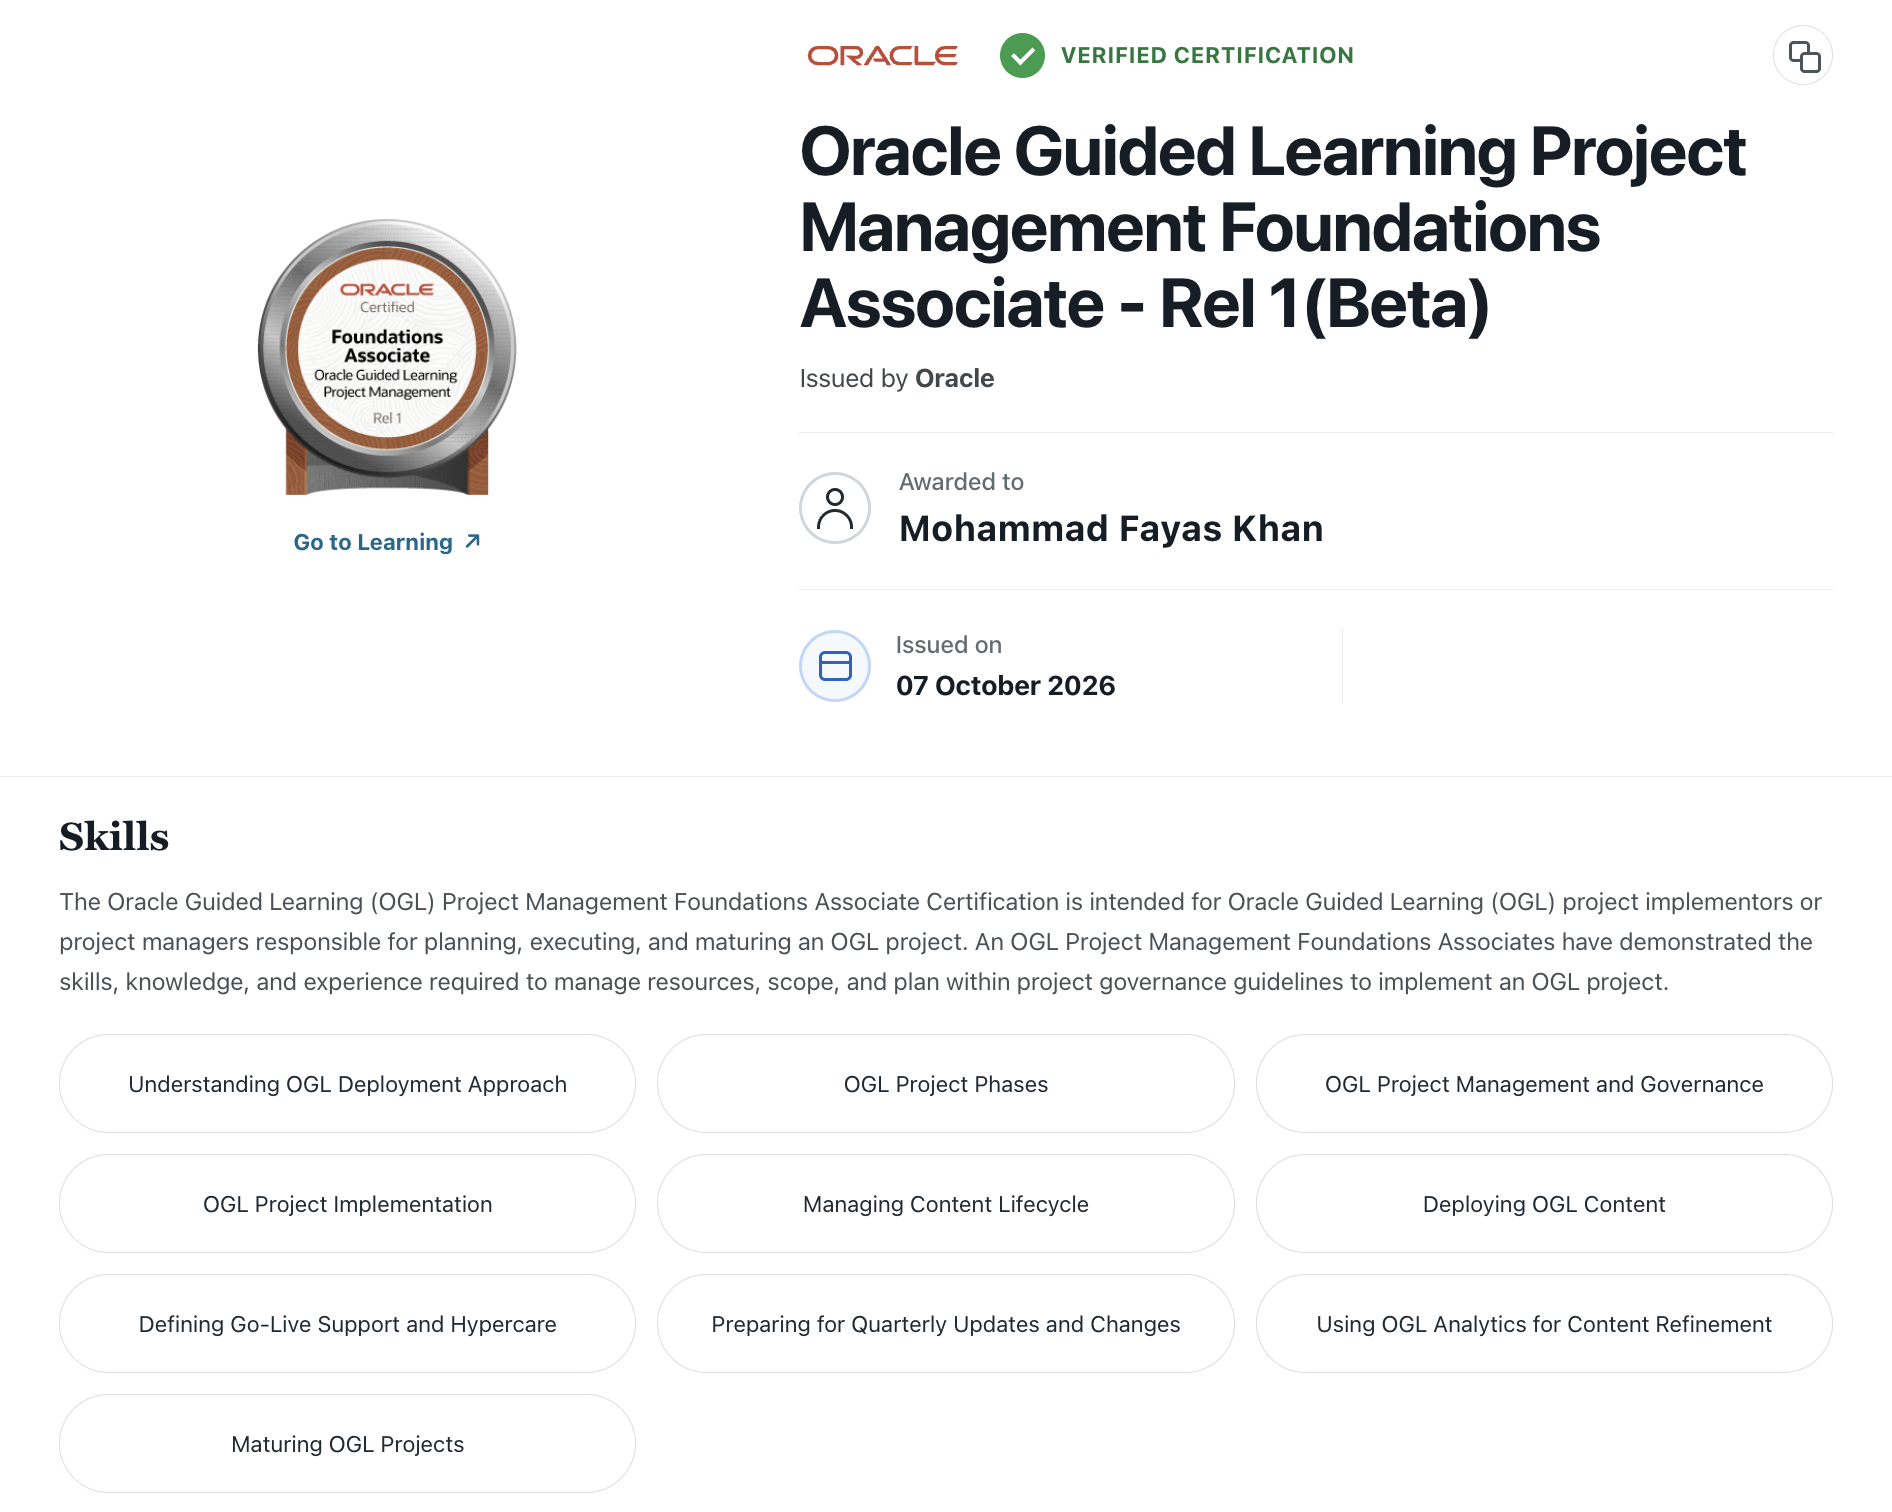 ORACLE
VERIFIED CERTIFICATION
Oracle Guided Learning Project
Management Foundations
Associate - Rel 1(Beta)
Issued by Oracle
ORACLE
Certified
Foundations
Associate
Oracle Guided Learning
Project Management
Rel 1
Go to Learning
Awarded to
Mohammad Fayas Khan
Issued on
07 October 2026
Skills
The Oracle Guided Learning (OGL) Project Management Foundations Associate Certification is intended for Oracle Guided Learning (OGL) project implementors or
project managers responsible for planning, executing, and maturing an OGL project. An OGL Project Management Foundations Associates have demonstrated the
skills, knowledge, and experience required to manage resources, scope, and plan within project governance guidelines to implement an OGL project.
Understanding OGL Deployment Approach
OGL Project Phases
OGL Project Management and Governance
OGL Project Implementation
Managing Content Lifecycle
Deploying OGL Content
Defining Go-Live Support and Hypercare
Preparing for Quarterly Updates and Changes
Using OGL Analytics for Content Refinement
Maturing OGL Projects